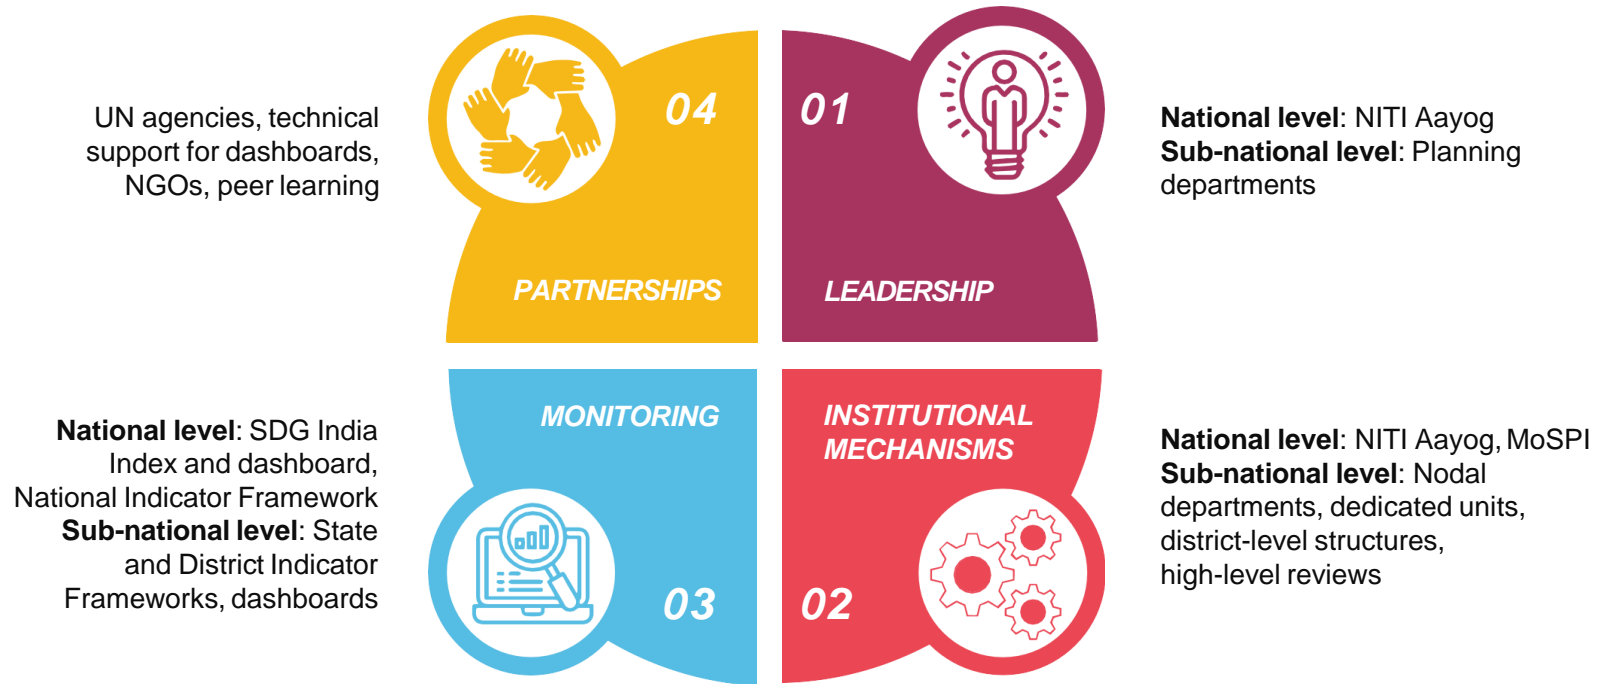 01
LEADERSHIP
National level: NITI Aayog
Sub-national level: Planning
departments
02
INSTITUTIONAL
MECHANISMS
National level: NITI Aayog, MoSPI
Sub-national level: Nodal
departments, dedicated units,
district-level structures,
high-level reviews
03
MONITORING
National level: SDG India
Index and dashboard,
National Indicator Framework
Sub-national level: State
and District Indicator
Frameworks, dashboards
04
PARTNERSHIPS
UN agencies, technical
support for dashboards,
NGOs, peer learning